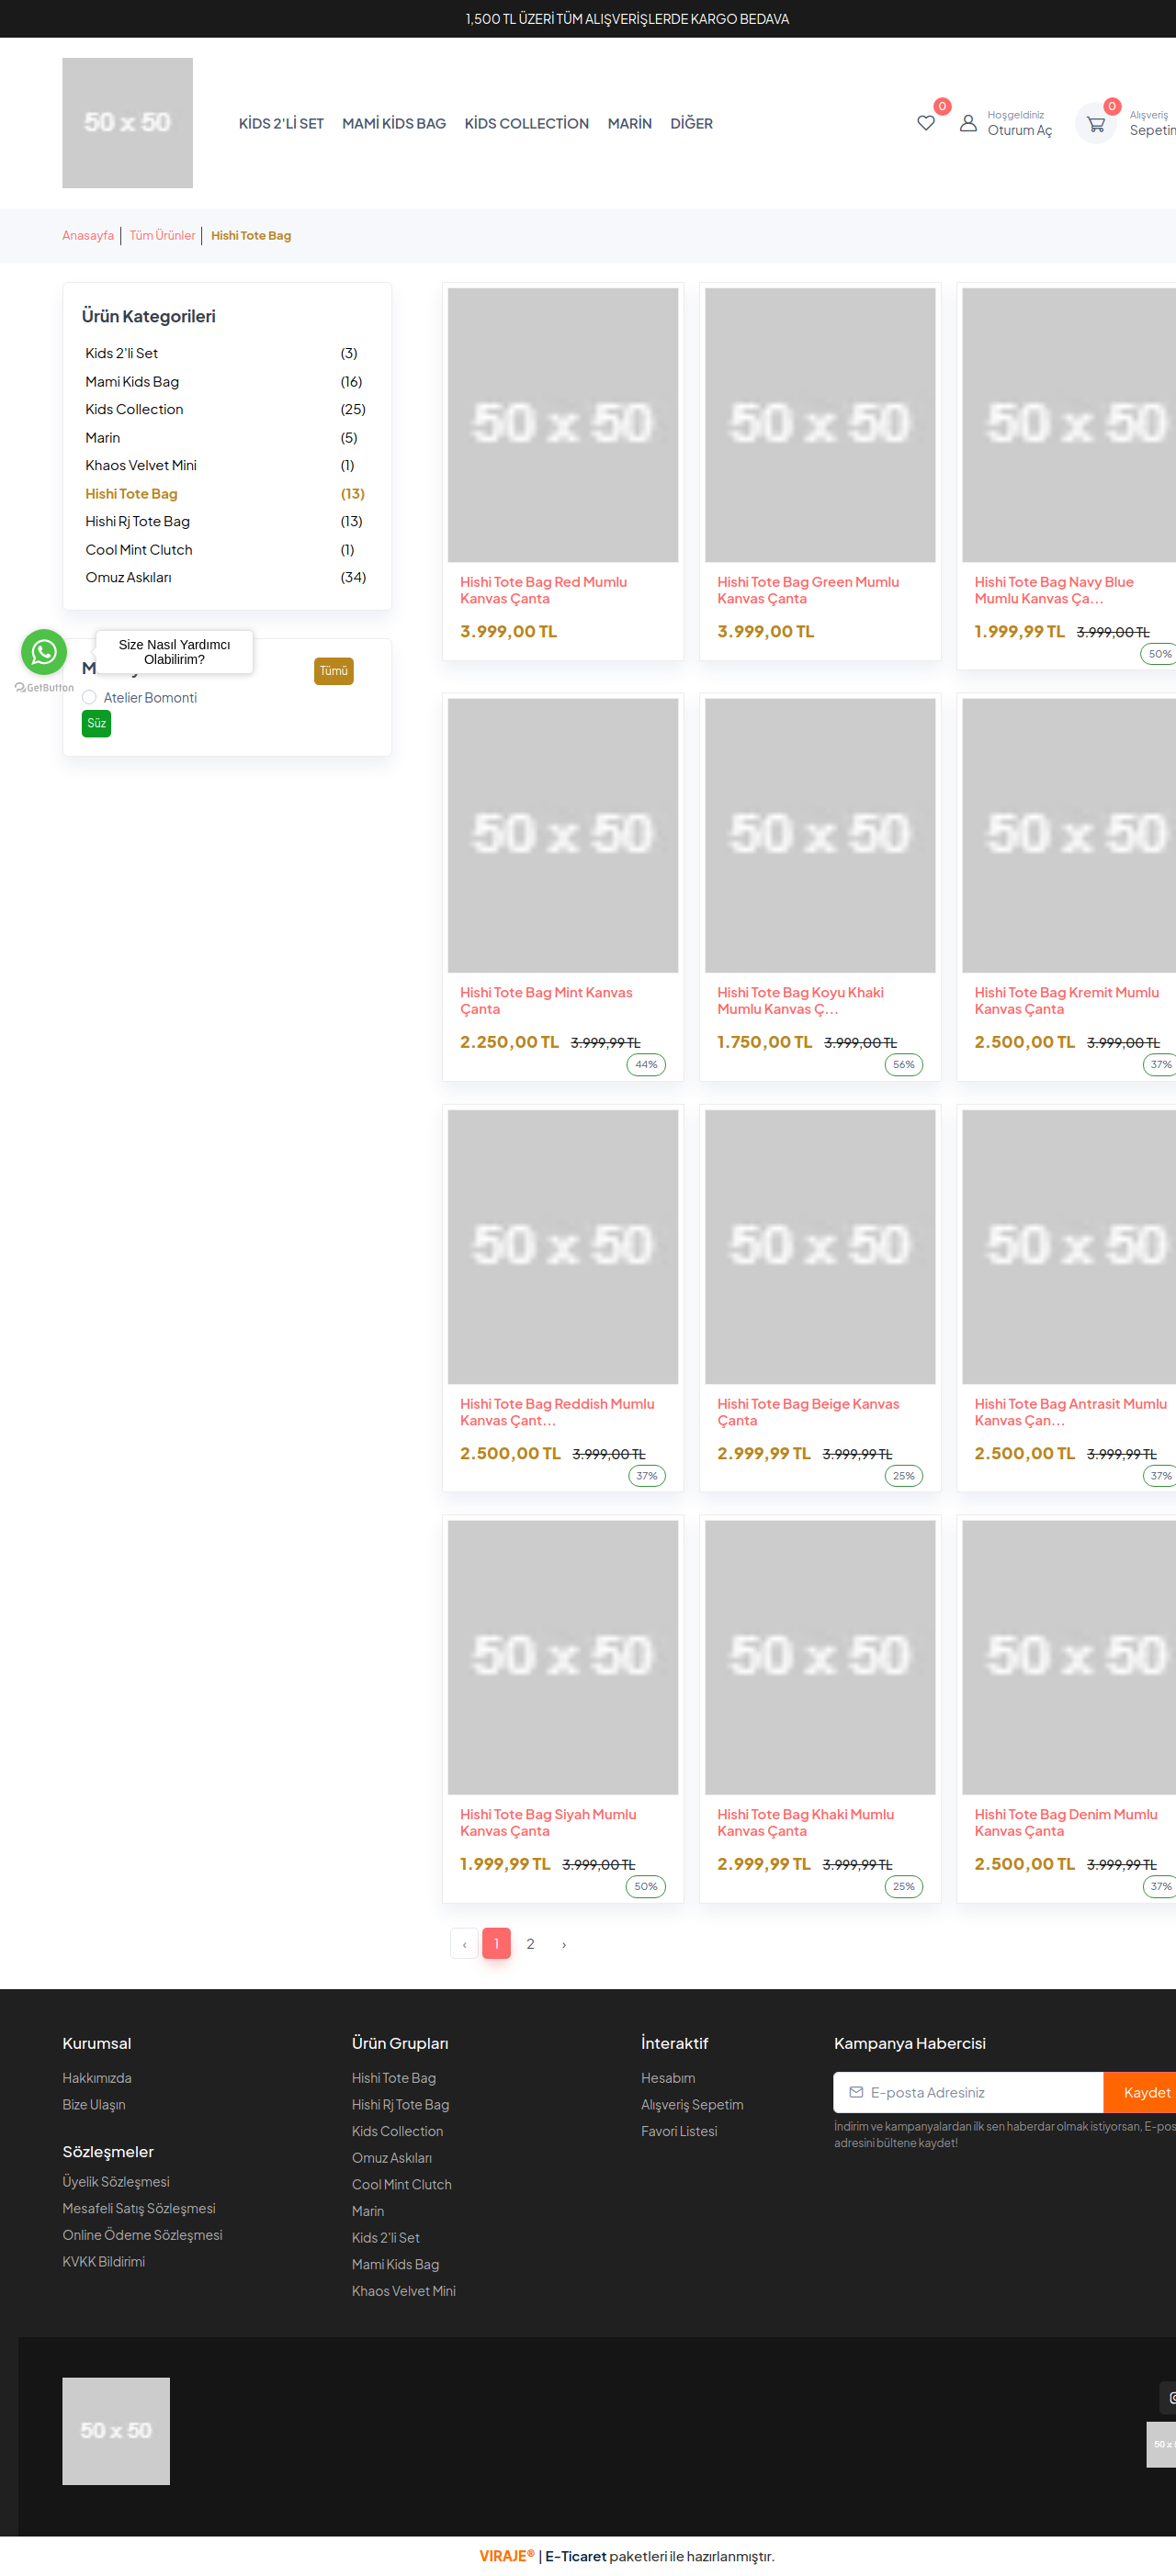 1,500 TL ÜZERİ TÜM ALIŞVERİŞLERDE KARGO BEDAVA
50 x 50
KİDS 2'Lİ SET MAMİ KİDS BAG KİDS COLLECTİON MARİN DİĞER
0
Hoşgeldiniz
Oturum Aç
0
Alışveriş
Anasayfa Tüm Ürünler Hishi Tote Bag
Ürün Kategorileri
Kids 2'li Set (3)
Mami Kids Bag (16)
Kids Collection (25)
Marin (5)
Khaos Velvet Mini (1)
Hishi Tote Bag (13)
Hishi Rj Tote Bag (13)
Cool Mint Clutch (1)
Omuz Askıları (34)
Size Nasıl Yardımcı
Olabilirim?
GetButton
Tümü
Atelier Bomonti
Süz
50 x 50
50 x 50
50 x 50
Hishi Tote Bag Red Mumlu
Kanvas Çanta
3.999,00 TL
Hishi Tote Bag Green Mumlu
Kanvas Çanta
3.999,00 TL
Hishi Tote Bag Navy Blue
Mumlu Kanvas Ça...
1.999,99 TL 3.999,00 TL
50%
50 x 50
50 x 50
50 x 50
Hishi Tote Bag Mint Kanvas
Çanta
2.250,00 TL 3.999,99 TL
44%
Hishi Tote Bag Koyu Khaki
Mumlu Kanvas Ç...
1.750,00 TL 3.999,00 TL
56%
Hishi Tote Bag Kremit Mumlu
Kanvas Çanta
2.500,00 TL 3.999,00 TL
37%
50 x 50
50 x 50
50 x 50
Hishi Tote Bag Reddish Mumlu
Kanvas Çant...
2.500,00 TL 3.999,00 TL
37%
Hishi Tote Bag Beige Kanvas
Çanta
2.999,99 TL 3.999,99 TL
25%
Hishi Tote Bag Antrasit Mumlu
Kanvas Çan...
2.500,00 TL 3.999,99 TL
37%
50 x 50
50 x 50
50 x 50
Hishi Tote Bag Siyah Mumlu
Kanvas Çanta
1.999,99 TL 3.999,00 TL
50%
Hishi Tote Bag Khaki Mumlu
Kanvas Çanta
2.999,99 TL 3.999,99 TL
25%
Hishi Tote Bag Denim Mumlu
Kanvas Çanta
2.500,00 TL 3.999,99 TL
37%
‹ 1 2 ›
Kurumsal
Hakkımızda
Bize Ulaşın
Sözleşmeler
Üyelik Sözleşmesi
Mesafeli Satış Sözleşmesi
Online Ödeme Sözleşmesi
KVKK Bildirimi
Ürün Grupları
Hishi Tote Bag
Hishi Rj Tote Bag
Kids Collection
Omuz Askıları
Cool Mint Clutch
Marin
Kids 2'li Set
Mami Kids Bag
Khaos Velvet Mini
İnteraktif
Hesabım
Alışveriş Sepetim
Favori Listesi
Kampanya Habercisi
E-posta Adresiniz Kaydet
İndirim ve kampanyalardan ilk sen haberdar olmak istiyorsan, E-pos
adresini bültene kaydet!
50 x 50
50 x
VIRAJE® | E-Ticaret paketleri ile hazırlanmıştır.